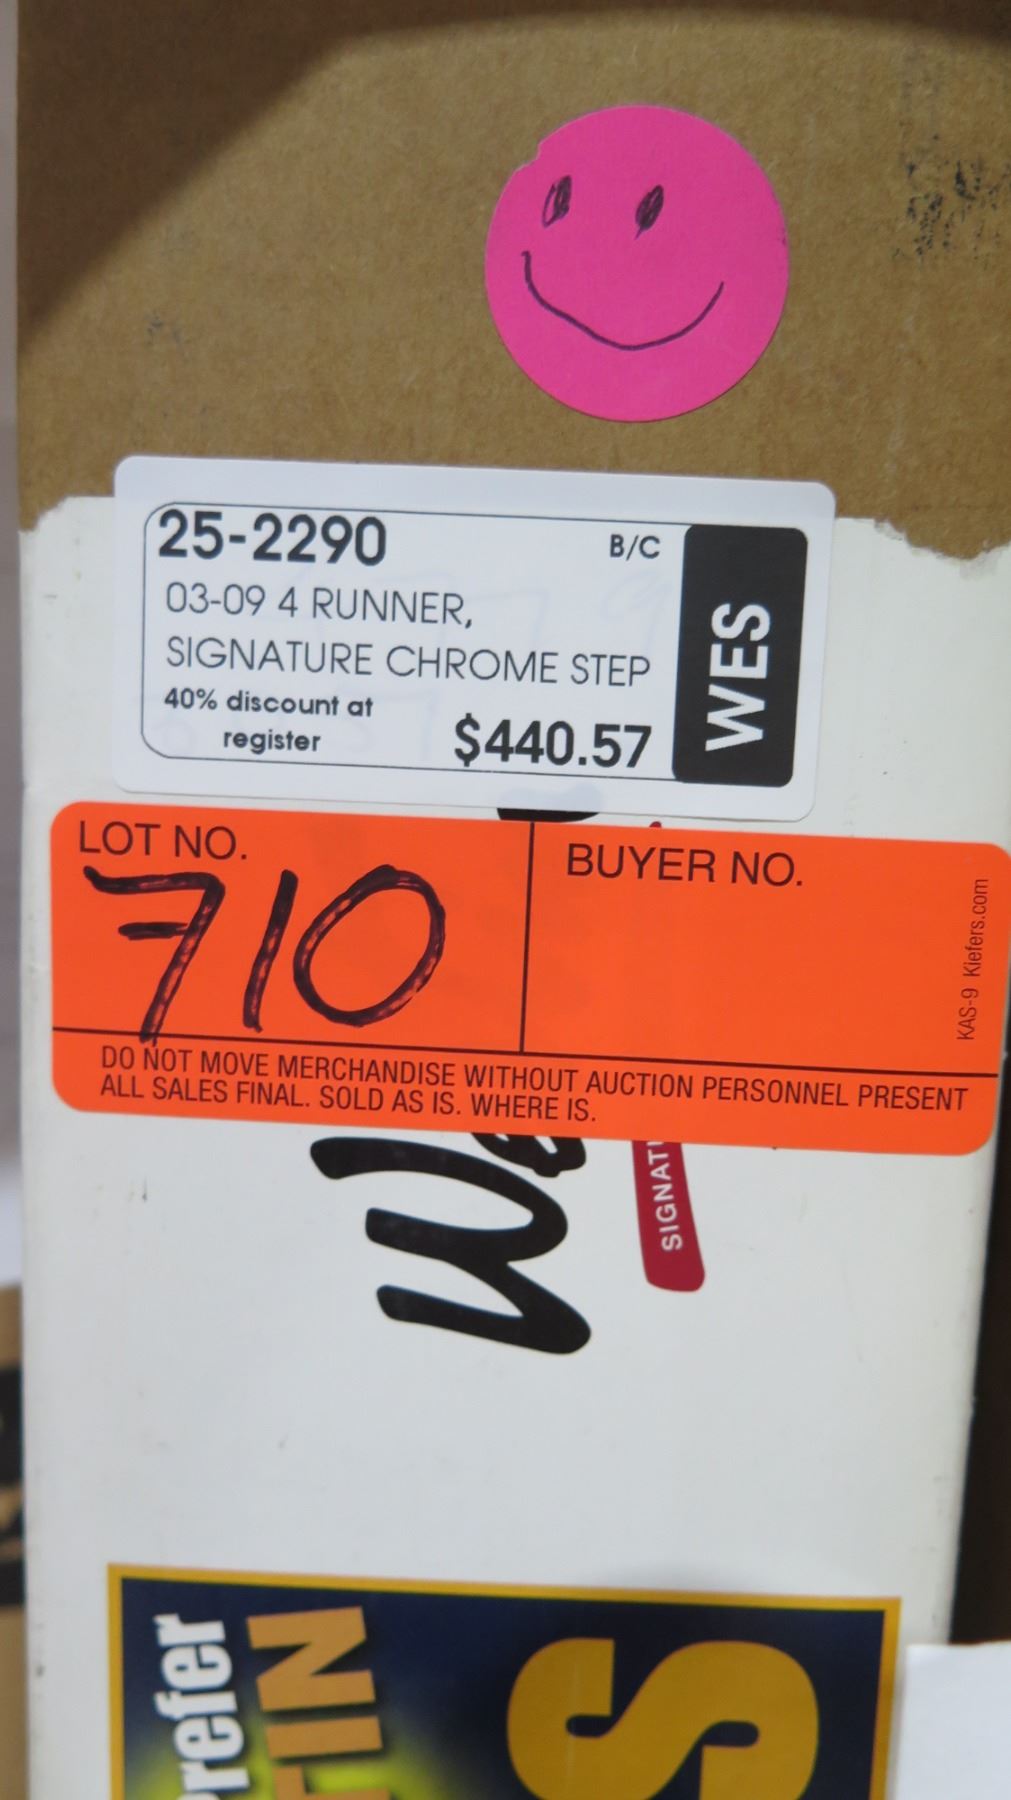 25-2290
B/C
03-09 4 RUNNER,
SIGNATURE CHROME STEP
40% discount at
register
$440.57
WES
LOT NO.
710
BUYER NO.
KAS-9 Kiefers.com
DO NOT MOVE MERCHANDISE WITHOUT AUCTION PERSONNEL PRESENT
ALL SALES FINAL. SOLD AS IS. WHERE IS.